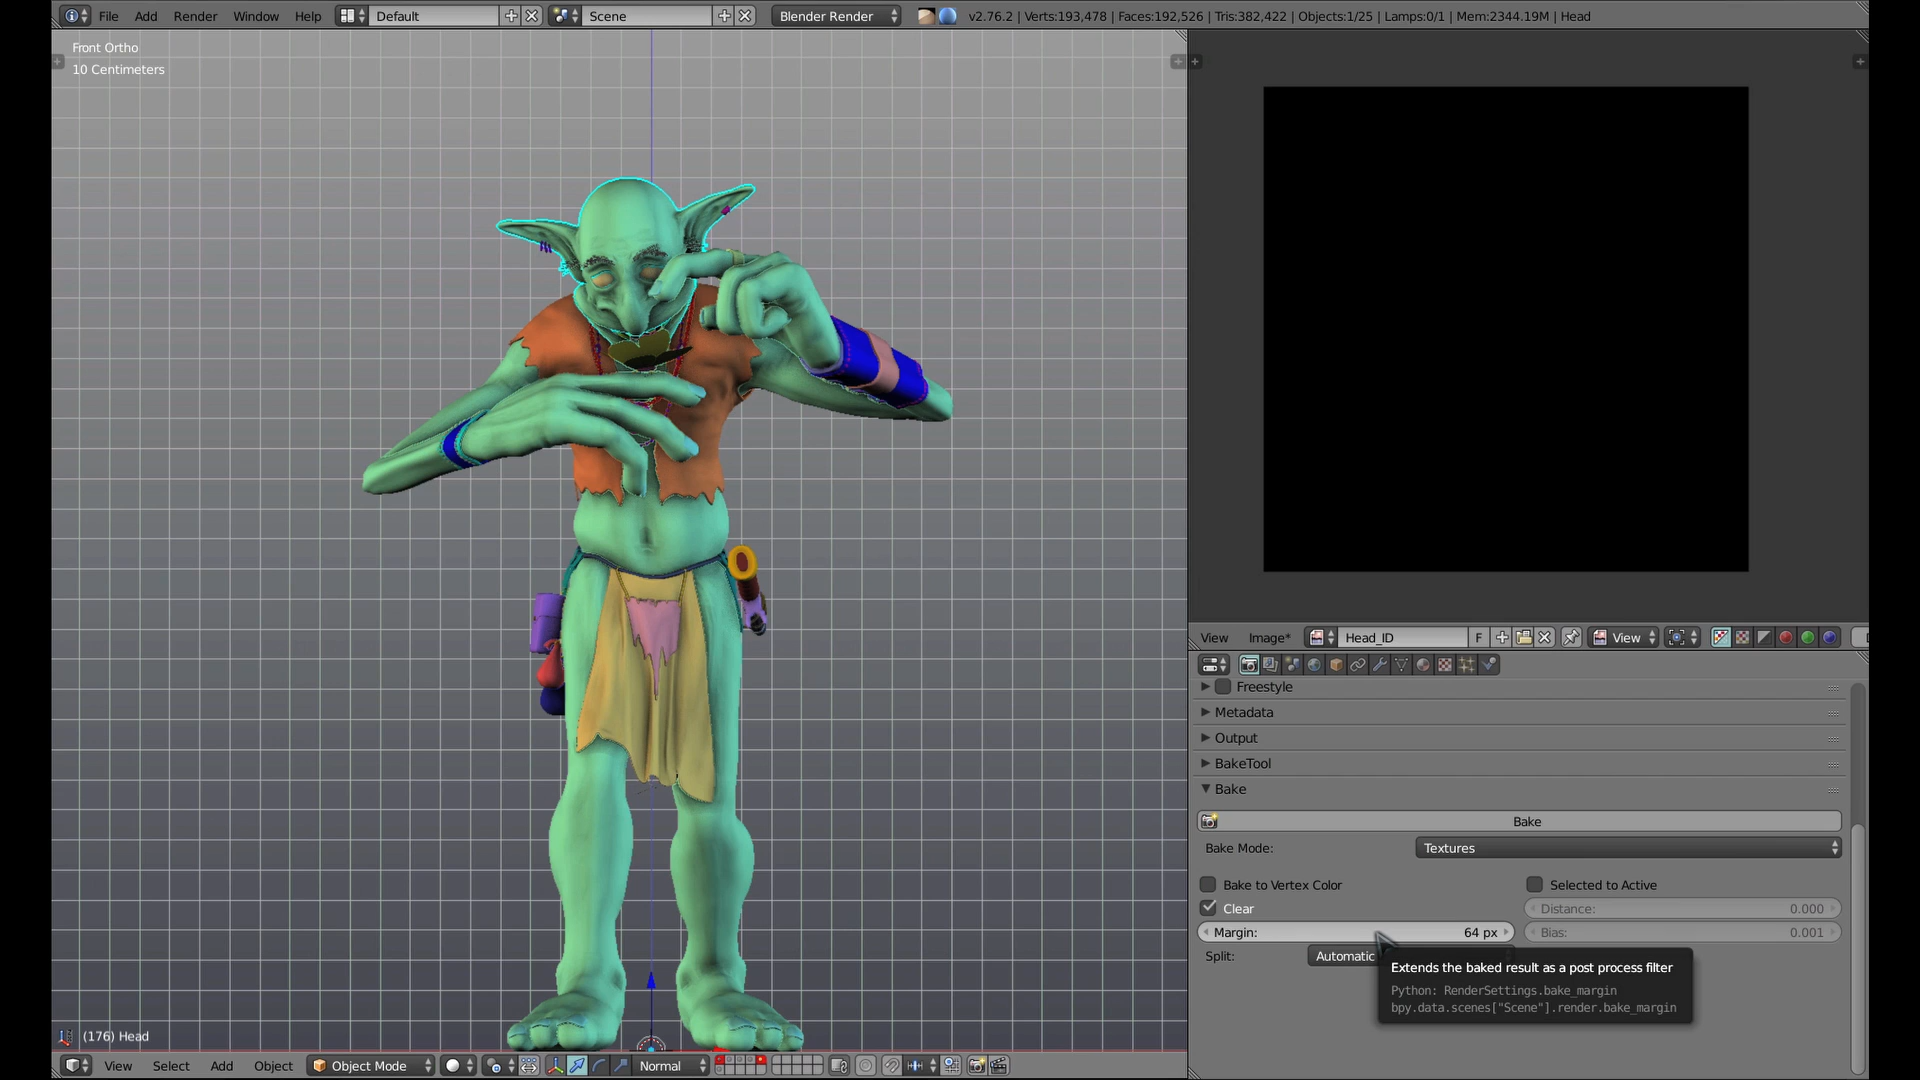 File Add Render Window Help Default Scene Blender Render v2.76.2 | Verts:193,478 | Faces:192,526 | Tris:382,422 | Objects:1/25 | Lamps:0/1 | Mem:2344.19M | Head
Front Ortho
10 Centimeters
(176) Head
View Select Add Object Object Mode Normal
View Image* Head_ID F View
Freestyle
Metadata
Output
BakeTool
Bake
Bake
Bake Mode: Textures
Bake to Vertex Color Selected to Active
Clear Distance: 0.000
Margin: 64 px Bias: 0.001
Split: Automatic
Extends the baked result as a post process filter
Python: RenderSettings.bake_margin
bpy.data.scenes["Scene"].render.bake_margin